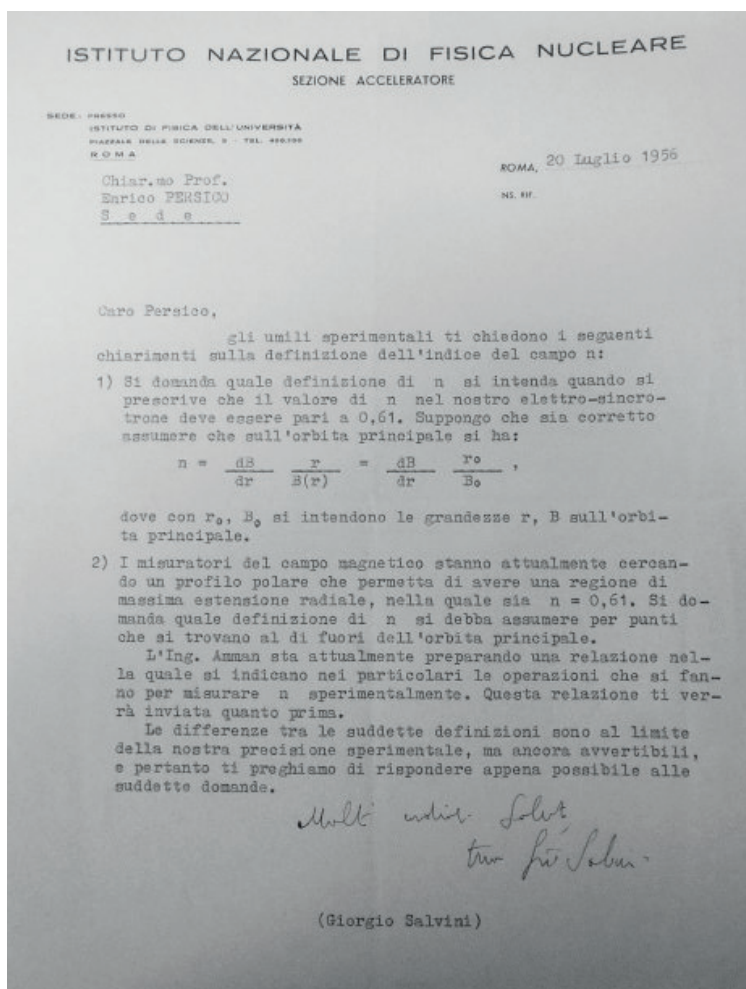 ISTITUTO NAZIONALE DI FISICA NUCLEARE
SEZIONE ACCELERATORE
SEDE: PRESSO
ISTITUTO DI FISICA DELL'UNIVERSITÀ
PIAZZALE DELLE SCIENZE, 5 - TEL.
ROMA
ROMA, 20 Luglio 1956
NS. RIF.
Chiar.mo Prof.
Enrico PERSICO
S e d e
Caro Persico,
gli umili sperimentali ti chiedono i seguenti
chiarimenti sulla definizione dell'indice del campo n:
1) Si domanda quale definizione di n si intenda quando si
prescrive che il valore di n nel nostro elettro-sincro-
trone deve essere pari a 0,61. Suppongo che sia corretto
assumere che sull'orbita principale si ha:
n = dB/dr r/B(r) = dB/dr r₀/B₀ ,
dove con r₀, B₀ si intendono le grandezze r, B sull'orbi-
ta principale.
2) I misuratori del campo magnetico stanno attualmente cercan-
do un profilo polare che permetta di avere una regione di
massima estensione radiale, nella quale sia n = 0,61. Si do-
manda quale definizione di n si debba assumere per punti
che si trovano al di fuori dell'orbita principale.
L'Ing. Amman sta attualmente preparando una relazione nel-
la quale si indicano nei particolari le operazioni che si fan-
no per misurare n sperimentalmente. Questa relazione ti ver-
rà inviata quanto prima.
Le differenze tra le suddette definizioni sono al limite
della nostra precisione sperimentale, ma ancora avvertibili,
e pertanto ti preghiamo di rispondere appena possibile alle
suddette domande.
(Giorgio Salvini)